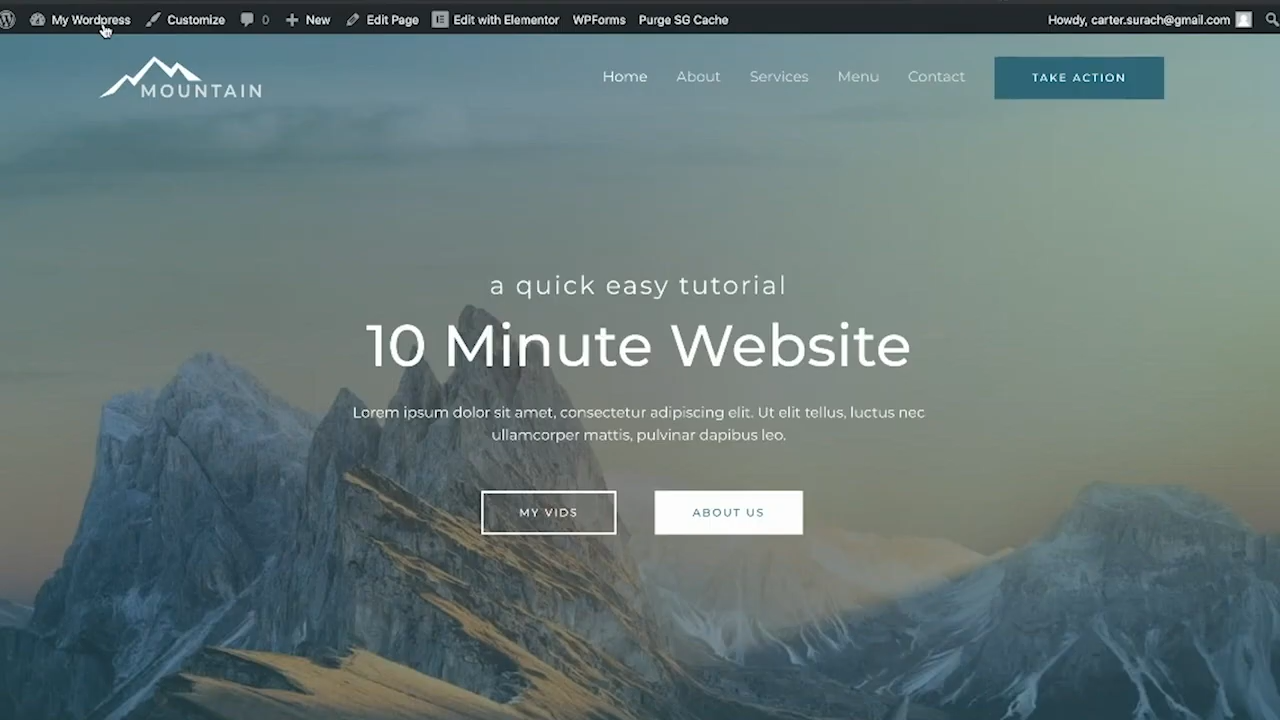 My Wordpress Customize 0 New Edit Page Edit with Elementor WPForms Purge SG Cache Howdy, carter.surach@gmail.com
MOUNTAIN
Home About Services Menu Contact TAKE ACTION
a quick easy tutorial
10 Minute Website
Lorem ipsum dolor sit amet, consectetur adipiscing elit. Ut elit tellus, luctus nec
ullamcorper mattis, pulvinar dapibus leo.
MY VIDS ABOUT US